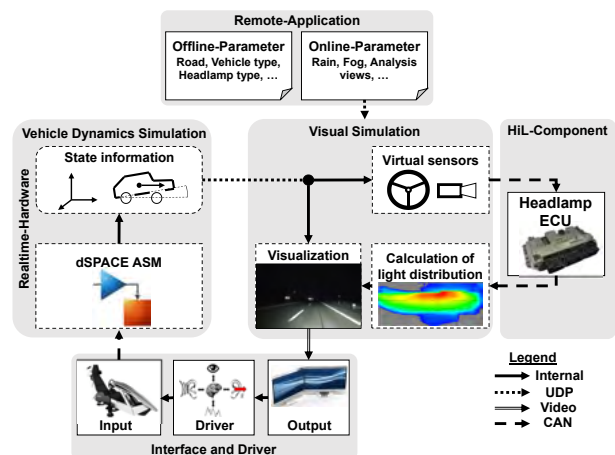 Remote-Application
Offline-Parameter
Road, Vehicle type,
Headlamp type, …
Online-Parameter
Rain, Fog, Analysis
views, …
Vehicle Dynamics Simulation
Visual Simulation
HiL-Component
Realtime-Hardware
State information
Virtual sensors
Headlamp
ECU
dSPACE ASM
Visualization
Calculation of
light distribution
Input
Driver
Output
Interface and Driver
Legend
Internal
UDP
Video
CAN